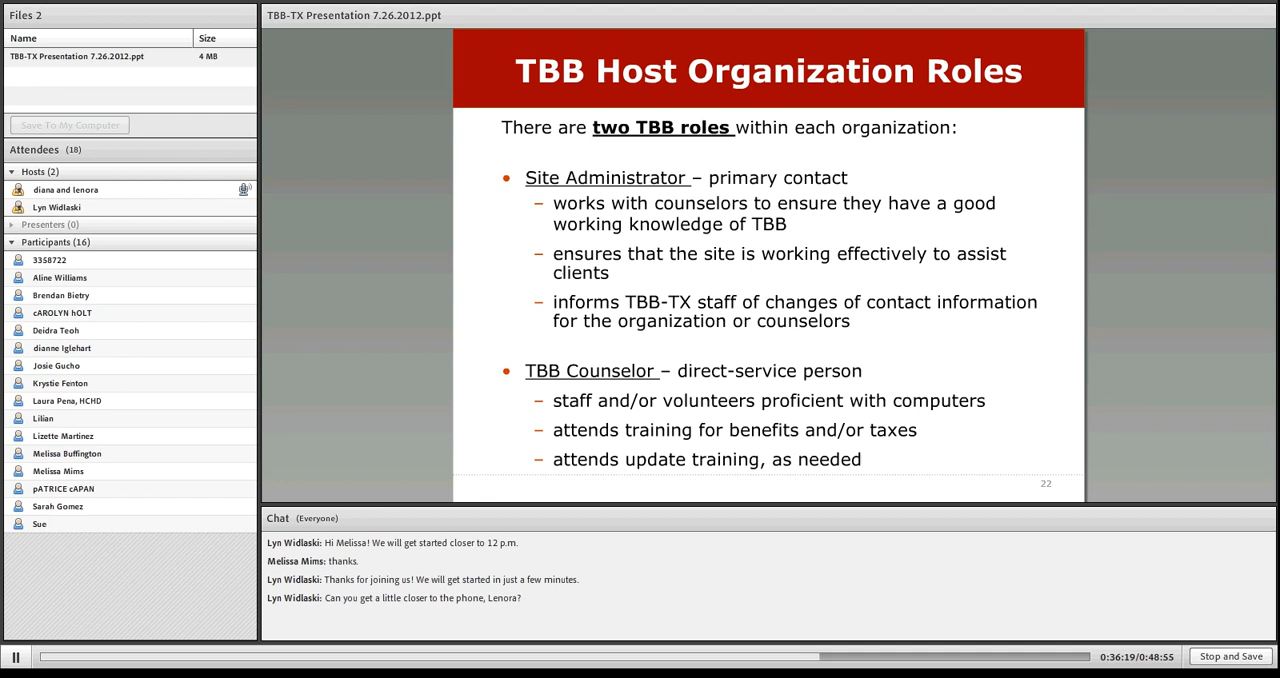 Files 2
Name Size
TBB-TX Presentation 7.26.2012.ppt 4 MB
Save To My Computer
Attendees (18)
Hosts (2)
diana and lenora
Lyn Widlaski
Presenters (0)
Participants (16)
3358722
Aline Williams
Brendan Bietry
cAROLYN hOLT
Deidra Teoh
dianne Iglehart
Josie Gucho
Krystie Fenton
Laura Pena, HCHD
Lilian
Lizette Martinez
Melissa Buffington
Melissa Mims
pATRICE cAPAN
Sarah Gomez
Sue
TBB-TX Presentation 7.26.2012.ppt
TBB Host Organization Roles
There are two TBB roles within each organization:
• Site Administrator – primary contact
– works with counselors to ensure they have a good
working knowledge of TBB
– ensures that the site is working effectively to assist
clients
– informs TBB-TX staff of changes of contact information
for the organization or counselors
• TBB Counselor – direct-service person
– staff and/or volunteers proficient with computers
– attends training for benefits and/or taxes
– attends update training, as needed
22
Chat (Everyone)
Lyn Widlaski: Hi Melissa! We will get started closer to 12 p.m.
Melissa Mims: thanks.
Lyn Widlaski: Thanks for joining us! We will get started in just a few minutes.
Lyn Widlaski: Can you get a little closer to the phone, Lenora?
0:36:19/0:48:55 Stop and Save